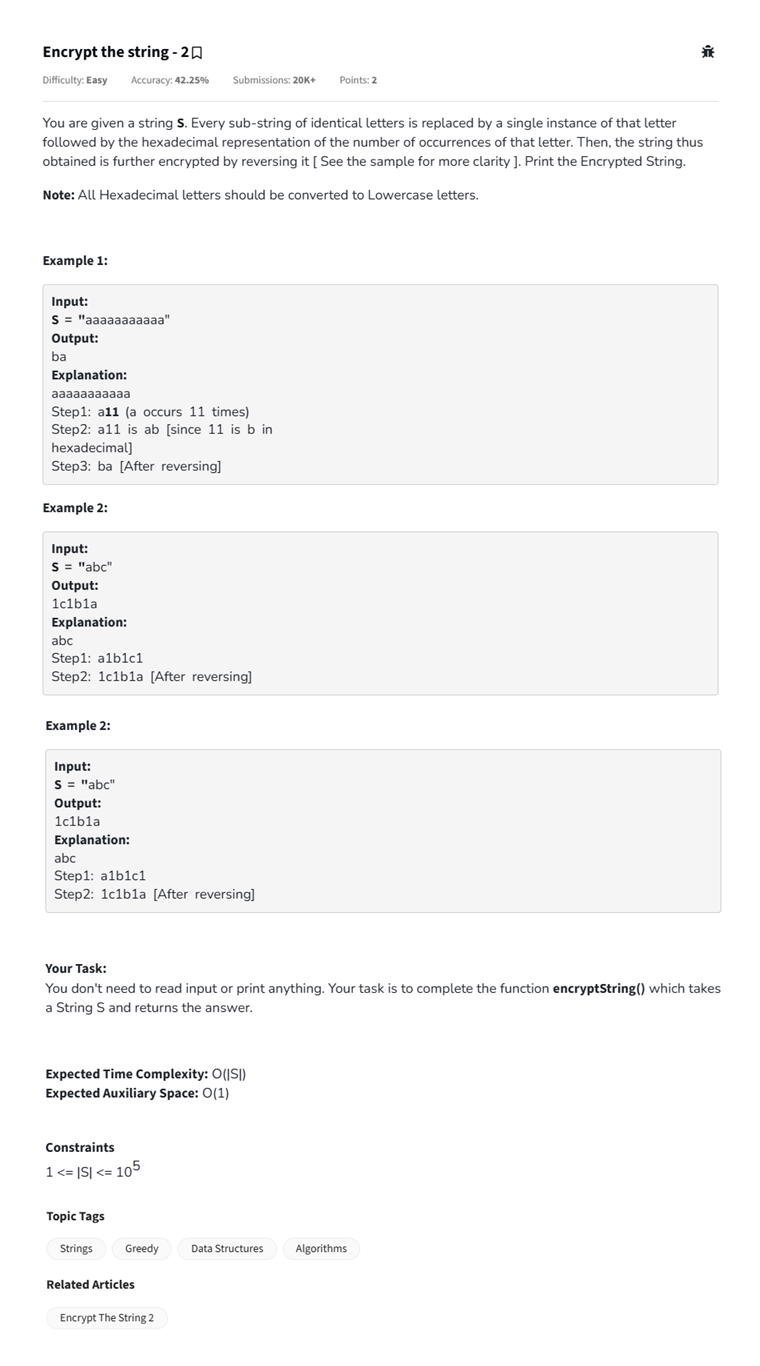 Encrypt the string - 2
Difficulty: Easy Accuracy: 42.25% Submissions: 20K+ Points: 2
You are given a string S. Every sub-string of identical letters is replaced by a single instance of that letter
followed by the hexadecimal representation of the number of occurrences of that letter. Then, the string thus
obtained is further encrypted by reversing it [ See the sample for more clarity ]. Print the Encrypted String.
Note: All Hexadecimal letters should be converted to Lowercase letters.
Example 1:
Input:
S = "aaaaaaaaaaa"
Output:
ba
Explanation:
aaaaaaaaaaa
Step1: a11 (a occurs 11 times)
Step2: a11 is ab [since 11 is b in
hexadecimal]
Step3: ba [After reversing]
Example 2:
Input:
S = "abc"
Output:
1c1b1a
Explanation:
abc
Step1: a1b1c1
Step2: 1c1b1a [After reversing]
Example 2:
Input:
S = "abc"
Output:
1c1b1a
Explanation:
abc
Step1: a1b1c1
Step2: 1c1b1a [After reversing]
Your Task:
You don't need to read input or print anything. Your task is to complete the function encryptString() which takes
a String S and returns the answer.
Expected Time Complexity: O(|S|)
Expected Auxiliary Space: O(1)
Constraints
1 <= |S| <= 10^5
Topic Tags
Strings Greedy Data Structures Algorithms
Related Articles
Encrypt The String 2